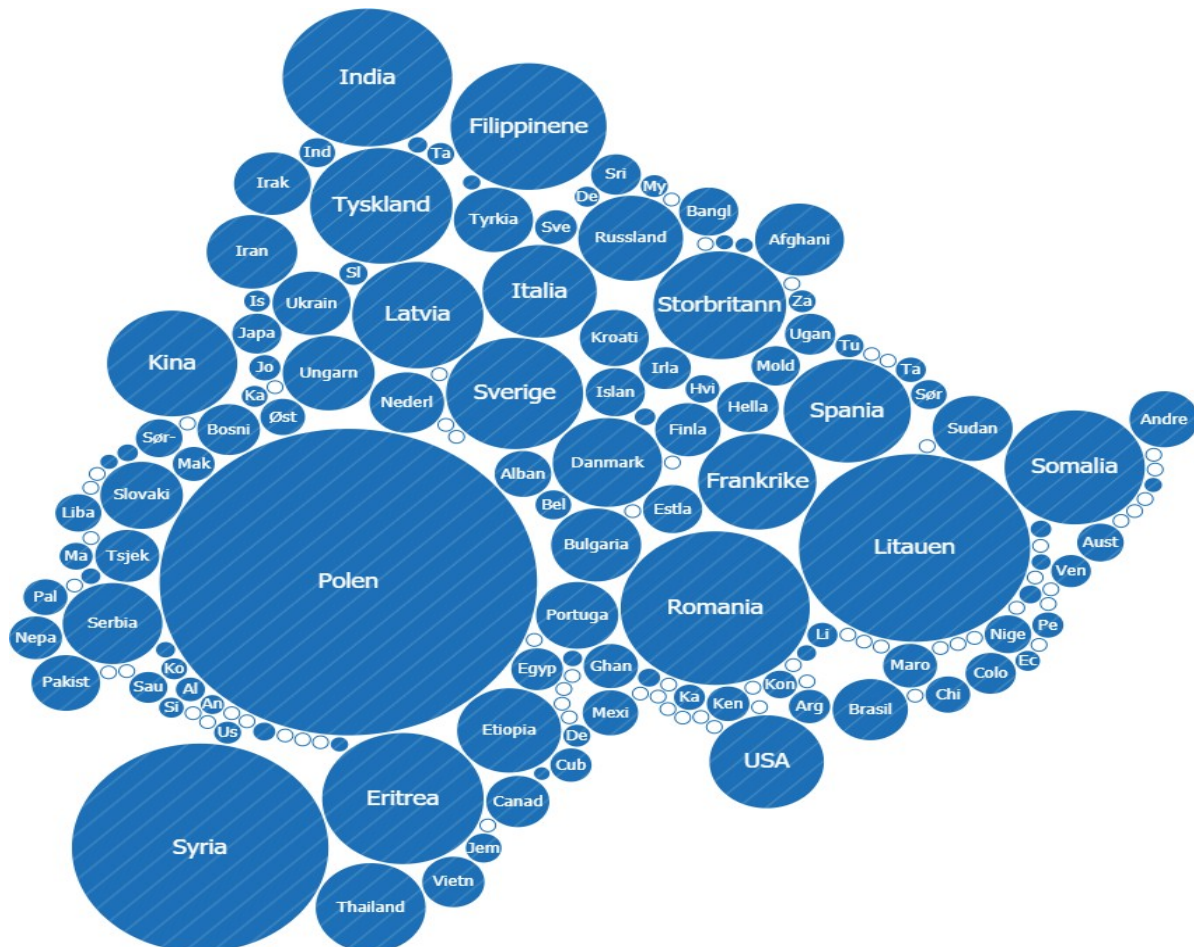 India
Filippinene
Ind
Ta
Irak
Tyskland
Sri
My
De
Tyrkia
Sve
Bangl
Russland
Afghani
Iran
Sl
Italia
Is
Ukrain
Latvia
Storbritann
Za
Japa
Kroati
Ugan
Tu
Kina
Jo
Ungarn
Irla
Mold
Ta
Ka
Nederl
Sverige
Islan
Hvi
Sør
Øst
Hella
Spania
Andre
Bosni
Finla
Sudan
Sør-
Mak
Danmark
Somalia
Slovaki
Alban
Frankrike
Liba
Bel
Estla
Ma
Tsjek
Bulgaria
Litauen
Aust
Polen
Ven
Pal
Romania
Serbia
Portuga
Pe
Nepa
Li
Nige
Ko
Egyp
Ghan
Maro
Ec
Pakist
Sau
Al
Ka
Kon
Colo
Si
An
Ken
Chi
Us
Etiopia
Mexi
Arg
Brasil
De
USA
Cub
Eritrea
Canad
Syria
Jem
Vietn
Thailand